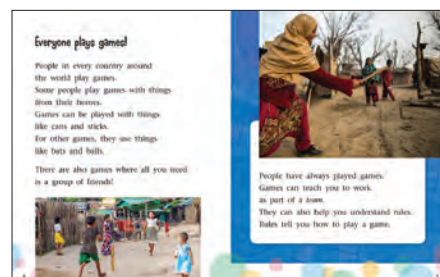 Everyone plays games!
People in every country around
the world play games.
Some people play games with things
from their homes.
Games can be played with things
like cans and sticks.
For other games, they use things
like bats and balls.
There are also games where all you need
is a group of friends!
People have always played games.
Games can teach you to work
as part of a team.
They can also help you understand rules.
Rules tell you how to play a game.